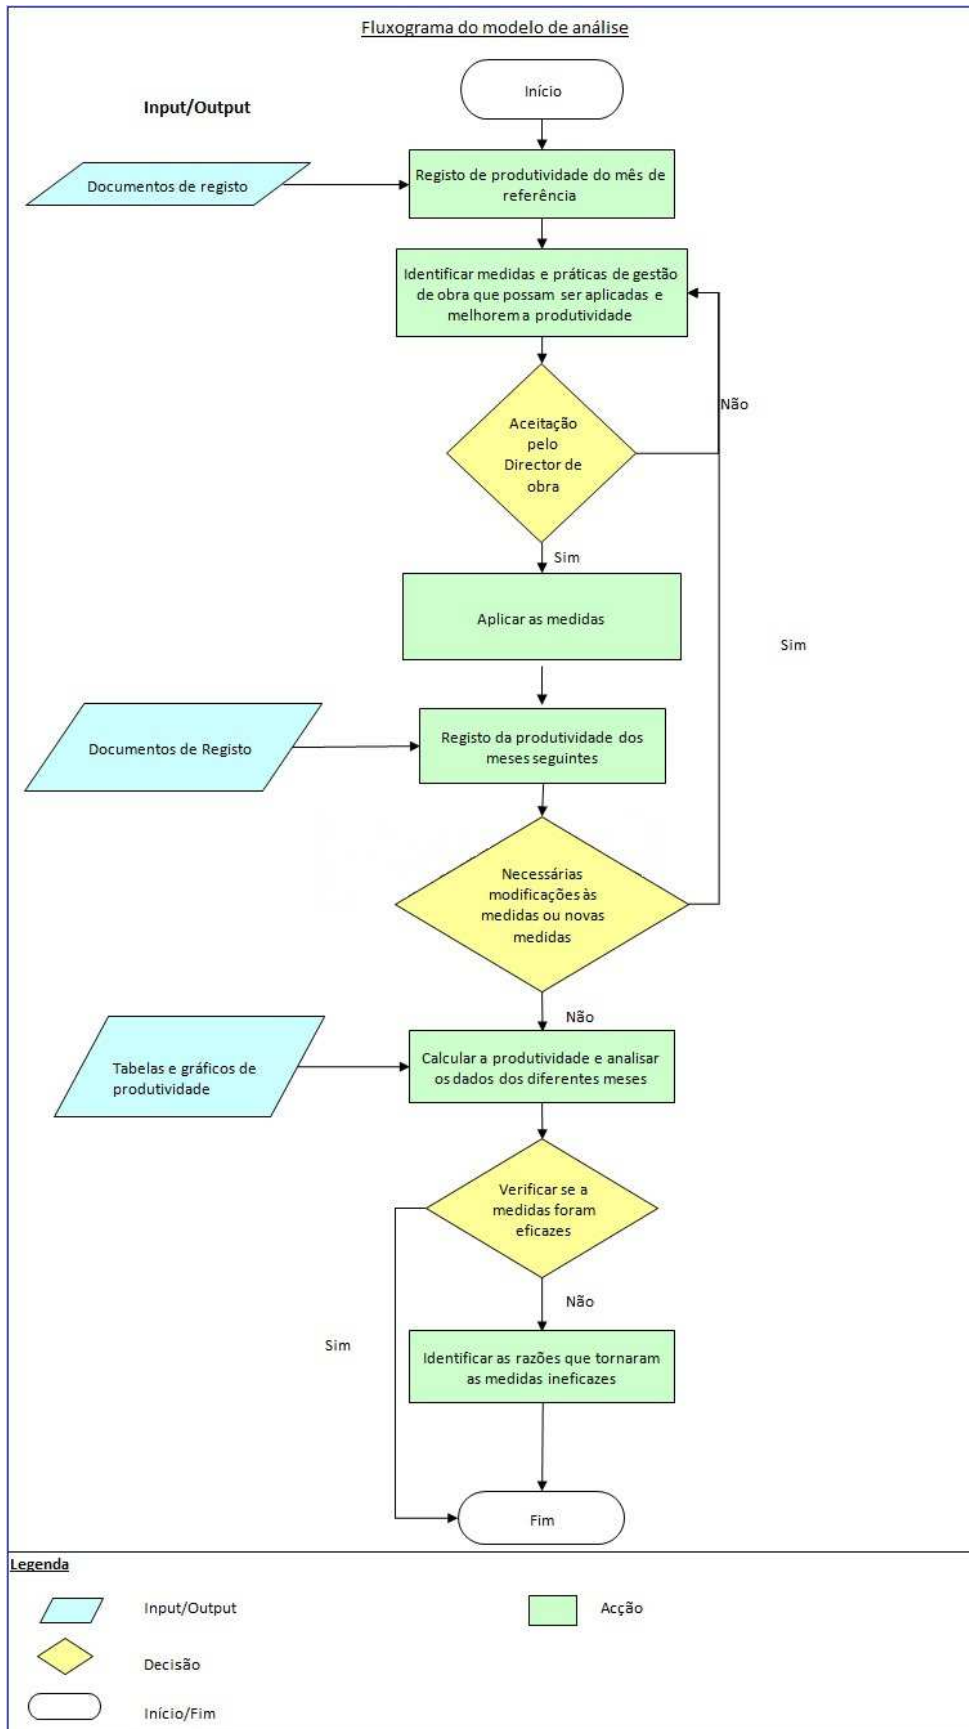 Fluxograma do modelo de análise
Início
Input/Output
Documentos de registo
Registo de produtividade do mês de
referência
Identificar medidas e práticas de gestão
de obra que possam ser aplicadas e
melhorem a produtividade
Não
Aceitação
pelo
Director de
obra
Sim
Aplicar as medidas
Sim
Documentos de Registo
Registo da produtividade dos
meses seguintes
Necessárias
modificações às
medidas ou novas
medidas
Não
Tabelas e gráficos de
produtividade
Calcular a produtividade e analisar
os dados dos diferentes meses
Verificar se a
medidas foram
eficazes
Não
Sim
Identificar as razões que tornaram
as medidas ineficazes
Fim
Legenda
Input/Output
Acção
Decisão
Início/Fim